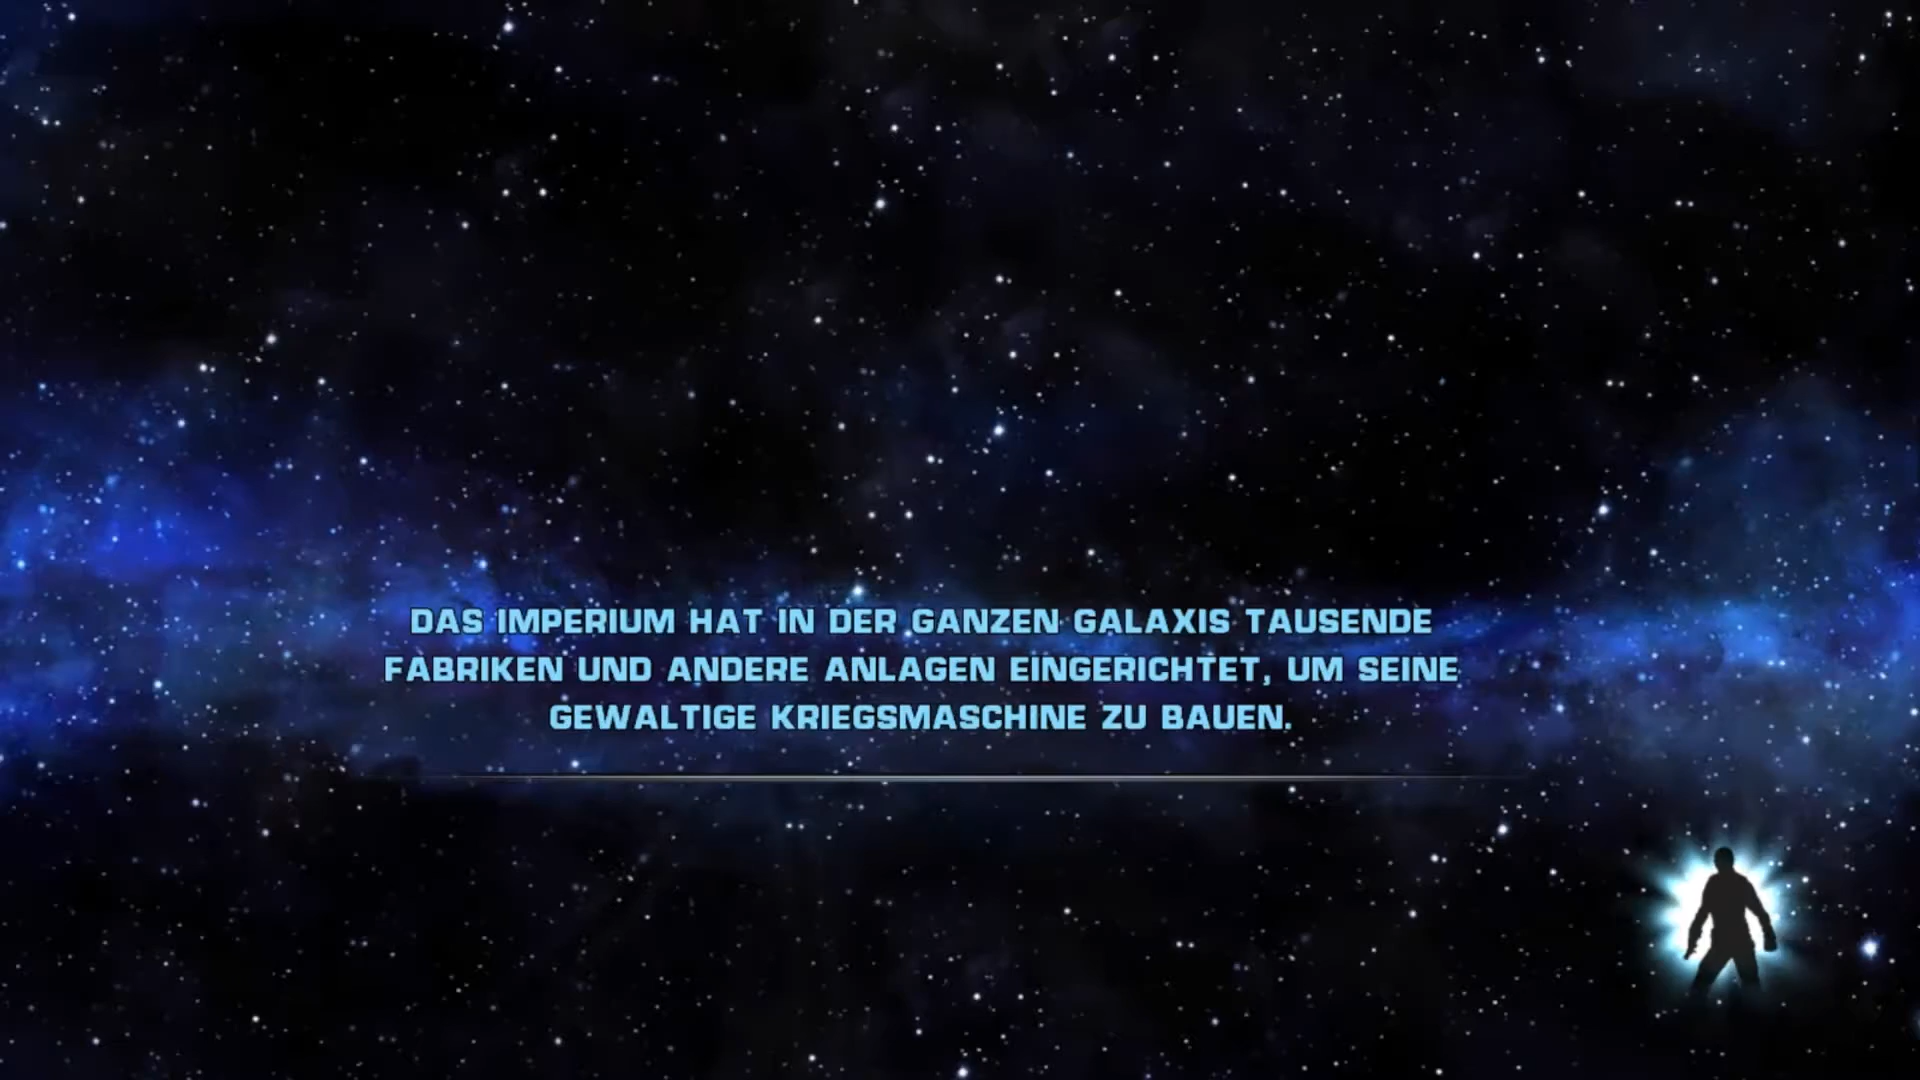 DAS IMPERIUM HAT IN DER GANZEN GALAXIS TAUSENDE
FABRIKEN UND ANDERE ANLAGEN EINGERICHTET, UM SEINE
GEWALTIGE KRIEGSMASCHINE ZU BAUEN.